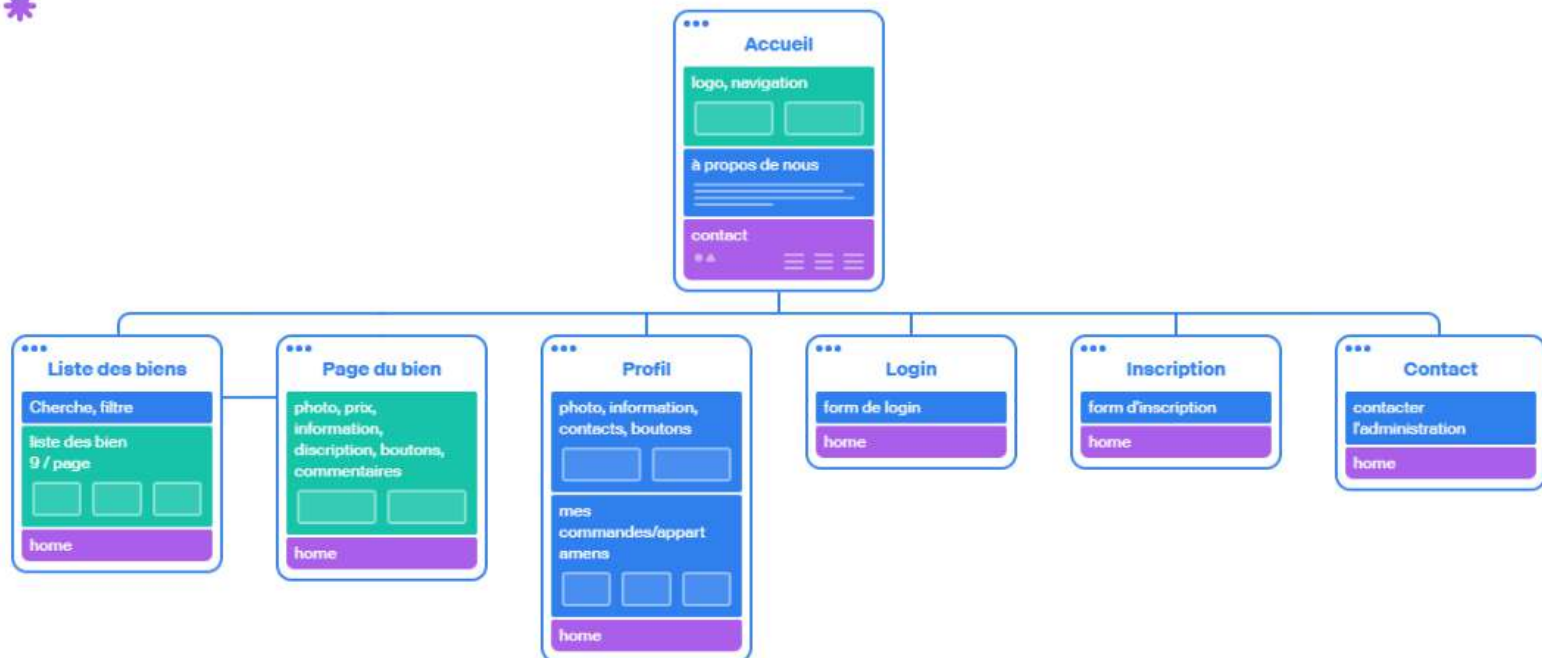 Accueil
logo, navigation
à propos de nous
contact
Liste des biens
Cherche, filtre
liste des bien
9 / page
home
Page du bien
photo, prix,
information,
discription, boutons,
commentaires
home
Profil
photo, information,
contacts, boutons
mes
commandes/appart
amens
home
Login
form de login
home
Inscription
form d'inscription
home
Contact
contacter
l'administration
home